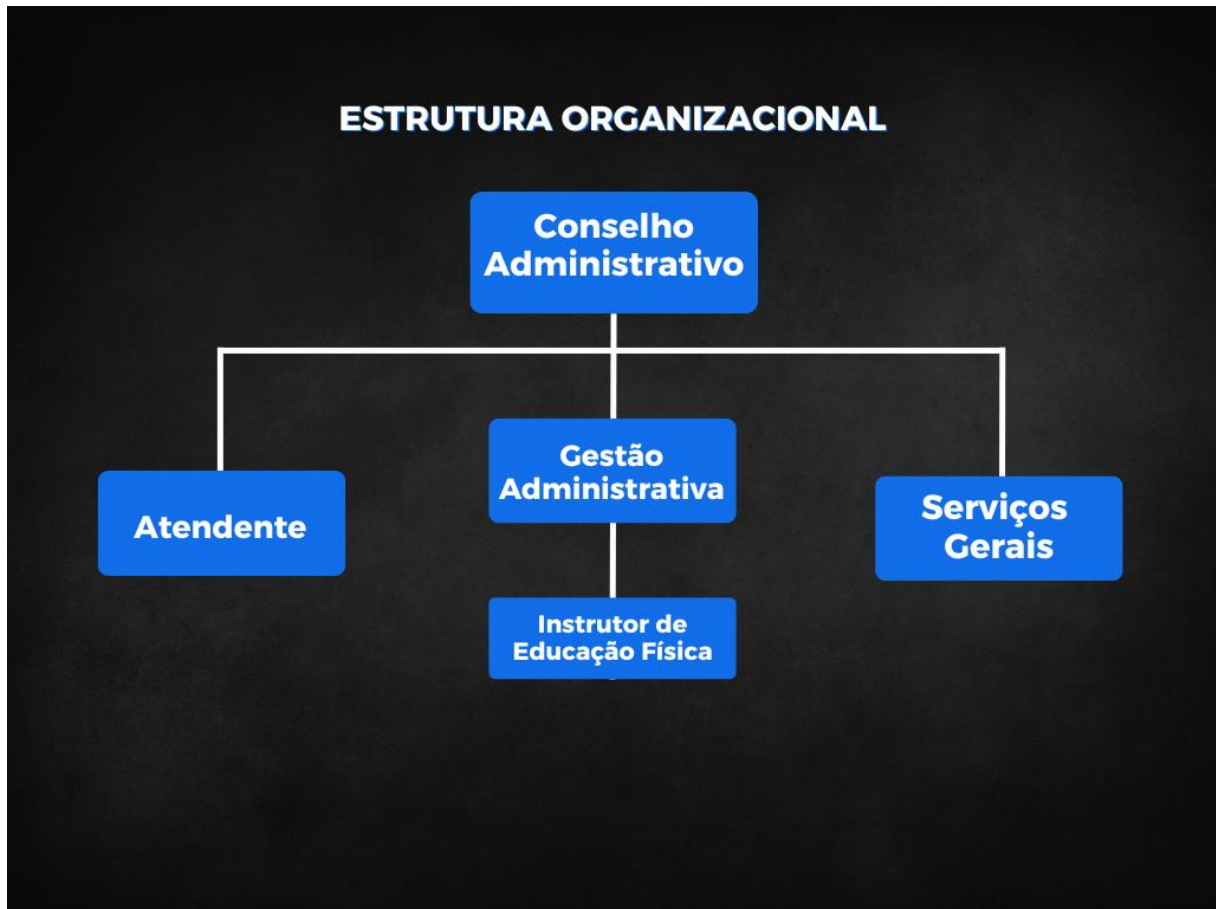 ESTRUTURA ORGANIZACIONAL
Conselho
Administrativo
Atendente
Gestão
Administrativa
Serviços
Gerais
Instrutor de
Educação Física